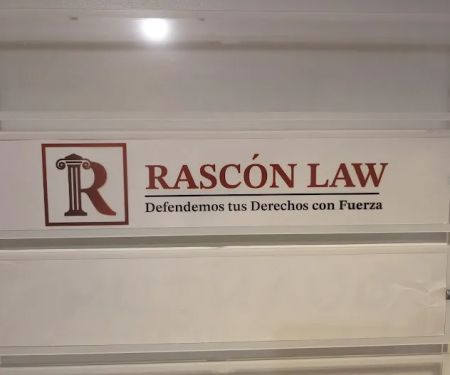 R
RASCÓN LAW
Defendemos tus Derechos con Fuerza